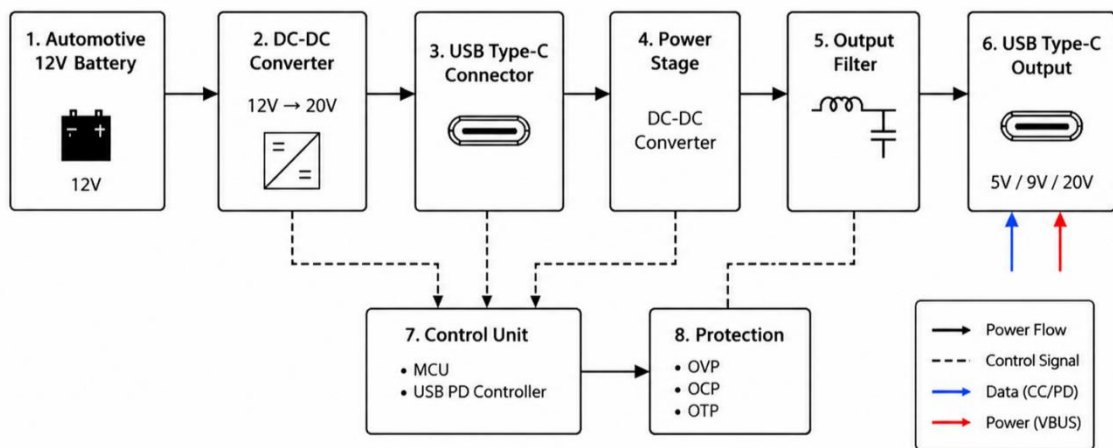 1. Automotive
12V Battery
12V
2. DC-DC
Converter
12V → 20V
3. USB Type-C
Connector
4. Power
Stage
DC-DC
Converter
5. Output
Filter
6. USB Type-C
Output
5V / 9V / 20V
7. Control Unit
• MCU
• USB PD Controller
8. Protection
• OVP
• OCP
• OTP
Power Flow
Control Signal
Data (CC/PD)
Power (VBUS)